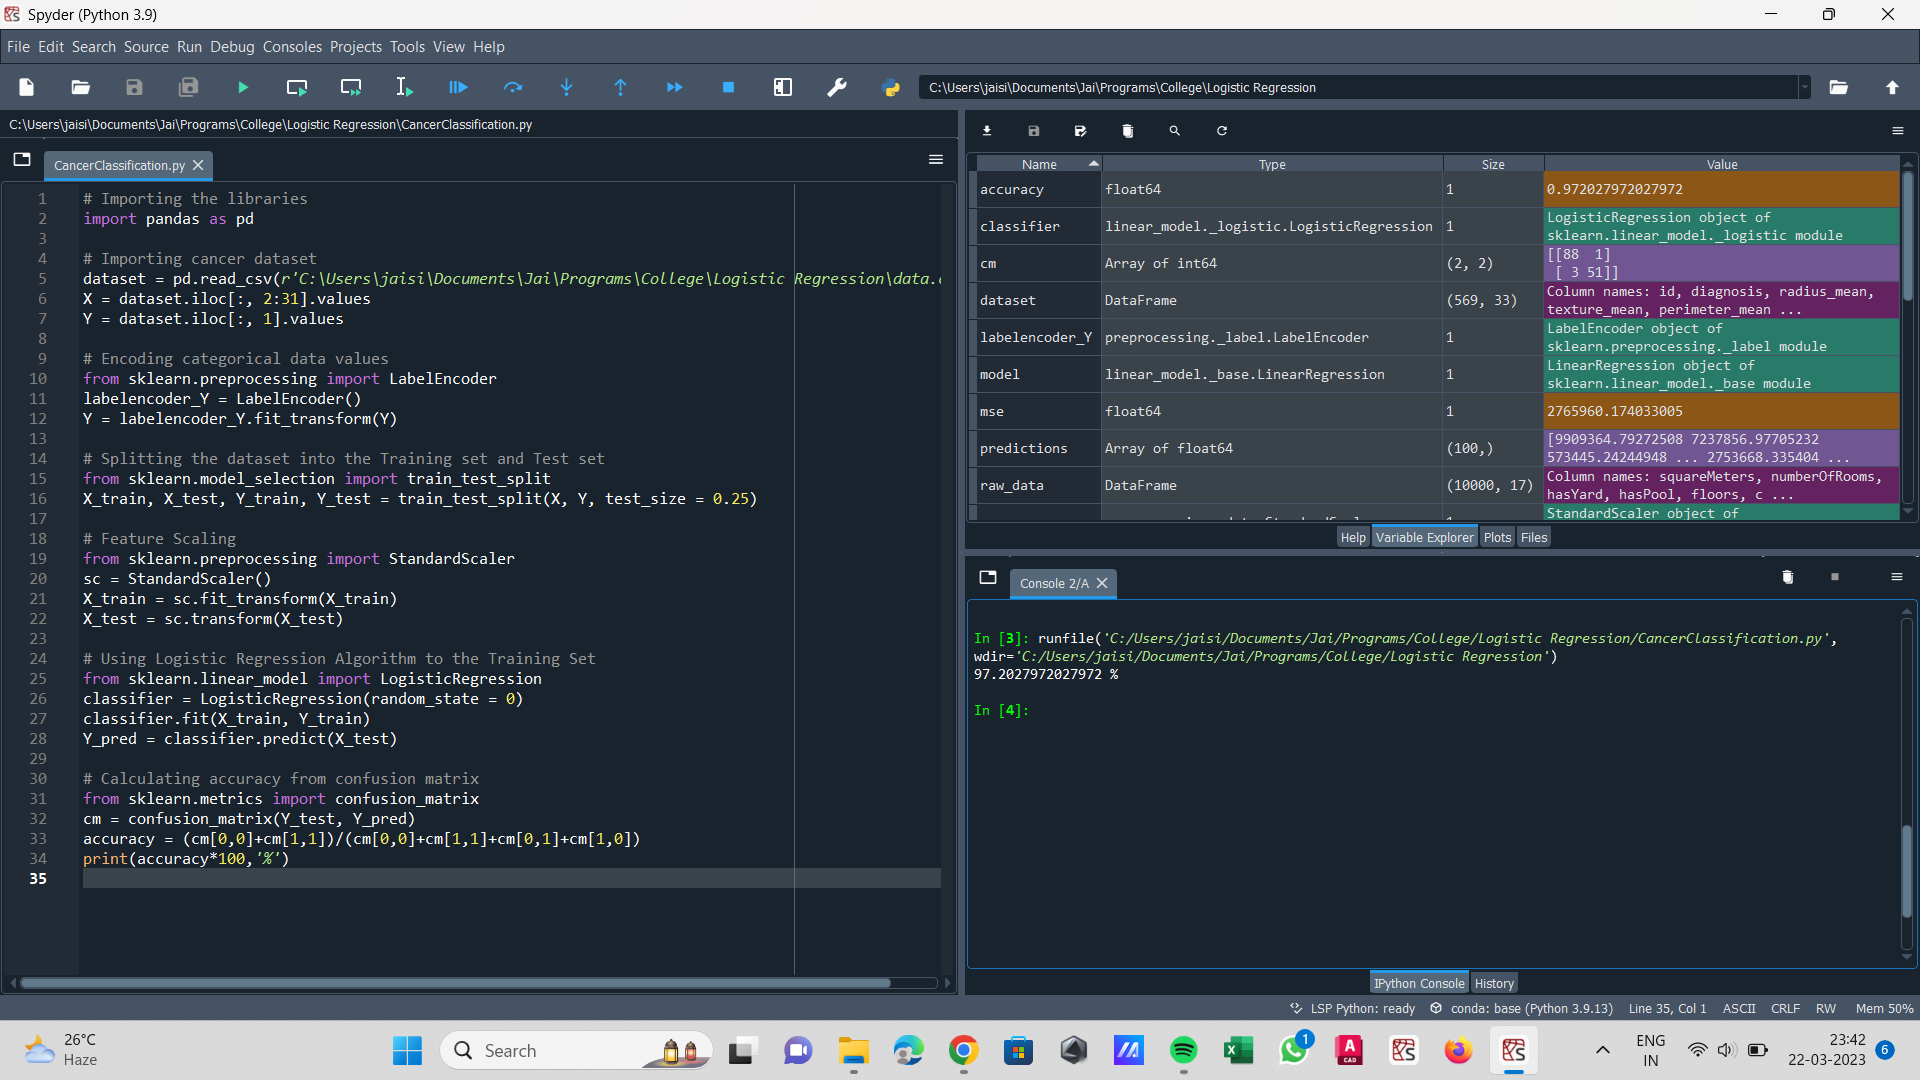 Spyder (Python 3.9)
File Edit Search Source Run Debug Consoles Projects Tools View Help
C:\Users\jaisi\Documents\Jai\Programs\College\Logistic Regression
C:\Users\jaisi\Documents\Jai\Programs\College\Logistic Regression\CancerClassification.py
CancerClassification.py
1 # Importing the libraries
2 import pandas as pd
3
4 # Importing cancer dataset
5 dataset = pd.read_csv(r'C:\Users\jaisi\Documents\Jai\Programs\College\Logistic Regression\data.
6 X = dataset.iloc[:, 2:31].values
7 Y = dataset.iloc[:, 1].values
8
9 # Encoding categorical data values
10 from sklearn.preprocessing import LabelEncoder
11 labelencoder_Y = LabelEncoder()
12 Y = labelencoder_Y.fit_transform(Y)
13
14 # Splitting the dataset into the Training set and Test set
15 from sklearn.model_selection import train_test_split
16 X_train, X_test, Y_train, Y_test = train_test_split(X, Y, test_size = 0.25)
17
18 # Feature Scaling
19 from sklearn.preprocessing import StandardScaler
20 sc = StandardScaler()
21 X_train = sc.fit_transform(X_train)
22 X_test = sc.transform(X_test)
23
24 # Using Logistic Regression Algorithm to the Training Set
25 from sklearn.linear_model import LogisticRegression
26 classifier = LogisticRegression(random_state = 0)
27 classifier.fit(X_train, Y_train)
28 Y_pred = classifier.predict(X_test)
29
30 # Calculating accuracy from confusion matrix
31 from sklearn.metrics import confusion_matrix
32 cm = confusion_matrix(Y_test, Y_pred)
33 accuracy = (cm[0,0]+cm[1,1])/(cm[0,0]+cm[1,1]+cm[0,1]+cm[1,0])
34 print(accuracy*100,'%')
35
Name Type Size Value
accuracy float64 1 0.972027972027972
classifier linear_model._logistic.LogisticRegression 1 LogisticRegression object of
sklearn.linear_model._logistic module
cm Array of int64 (2, 2) [[88 1]
[ 3 51]]
dataset DataFrame (569, 33) Column names: id, diagnosis, radius_mean,
texture_mean, perimeter_mean ...
labelencoder_Y preprocessing._label.LabelEncoder 1 LabelEncoder object of
sklearn.preprocessing._label module
model linear_model._base.LinearRegression 1 LinearRegression object of
sklearn.linear_model._base module
mse float64 1 2765960.174033005
predictions Array of float64 (100,) [9909364.79272508 7237856.97705232
573445.24244948 ... 2753668.335404 ...
raw_data DataFrame (10000, 17) Column names: squareMeters, numberOfRooms,
hasYard, hasPool, floors, c ...
StandardScaler object of
Help Variable Explorer Plots Files
Console 2/A
In [3]: runfile('C:/Users/jaisi/Documents/Jai/Programs/College/Logistic Regression/CancerClassification.py',
wdir='C:/Users/jaisi/Documents/Jai/Programs/College/Logistic Regression')
97.2027972027972 %
In [4]:
IPython Console History
LSP Python: ready conda: base (Python 3.9.13) Line 35, Col 1 ASCII CRLF RW Mem 50%
26°C
Haze
Search
1
A
CAD
ENG
IN
23:42
22-03-2023
6